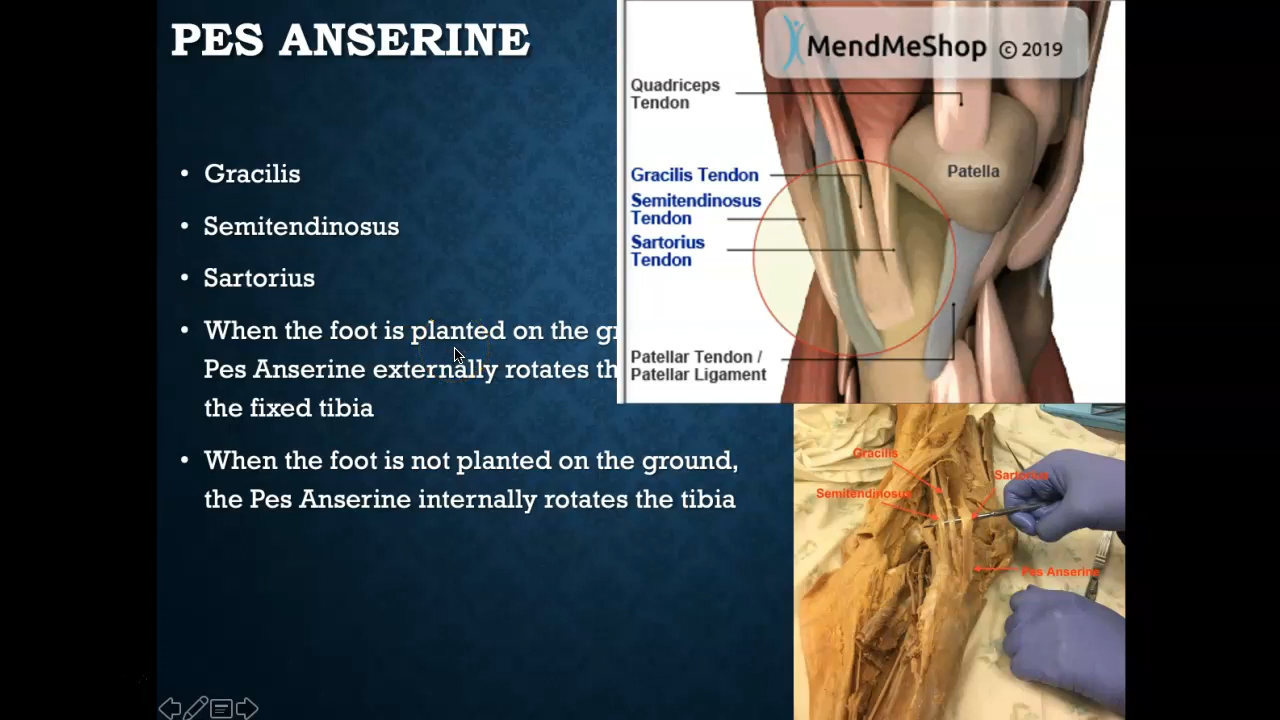 PES ANSERINE
• Gracilis
• Semitendinosus
• Sartorius
• When the foot is planted on the
Pes Anserine externally rotates
the fixed tibia
• When the foot is not planted on the ground,
the Pes Anserine internally rotates the tibia
MendMeShop © 2019
Quadriceps
Tendon
Patella
Gracilis Tendon
Semitendinosus
Tendon
Sartorius
Tendon
Patellar Tendon /
Patellar Ligament
Gracilis
Sartorius
Semitendinosus
Pes Anserine